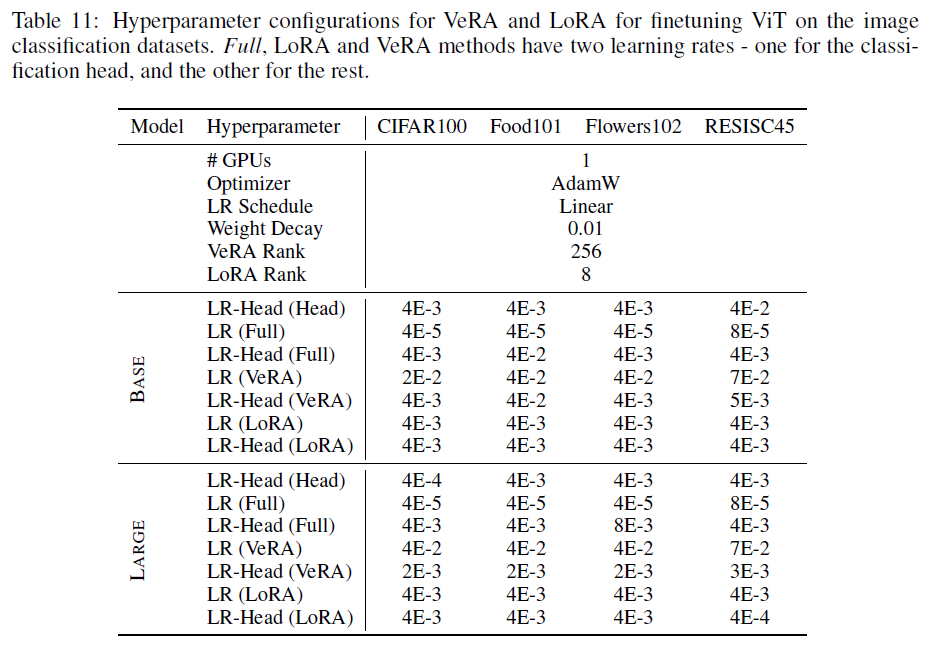 Table 11: Hyperparameter configurations for VeRA and LoRA for finetuning ViT on the image
classification datasets. Full, LoRA and VeRA methods have two learning rates - one for the classi-
fication head, and the other for the rest.
Model Hyperparameter CIFAR100 Food101 Flowers102 RESISC45
# GPUs 1
Optimizer AdamW
LR Schedule Linear
Weight Decay 0.01
VeRA Rank 256
LoRA Rank 8
BASE
LR-Head (Head) 4E-3 4E-3 4E-3 4E-2
LR (Full) 4E-5 4E-5 4E-5 8E-5
LR-Head (Full) 4E-3 4E-2 4E-3 4E-3
LR (VeRA) 2E-2 4E-2 4E-2 7E-2
LR-Head (VeRA) 4E-3 4E-2 4E-3 5E-3
LR (LoRA) 4E-3 4E-3 4E-3 4E-3
LR-Head (LoRA) 4E-3 4E-3 4E-3 4E-3
LARGE
LR-Head (Head) 4E-4 4E-3 4E-3 4E-3
LR (Full) 4E-5 4E-5 4E-5 8E-5
LR-Head (Full) 4E-3 4E-3 8E-3 4E-3
LR (VeRA) 4E-2 4E-2 4E-2 7E-2
LR-Head (VeRA) 2E-3 2E-3 2E-3 3E-3
LR (LoRA) 4E-3 4E-3 4E-3 4E-3
LR-Head (LoRA) 4E-3 4E-3 4E-3 4E-4